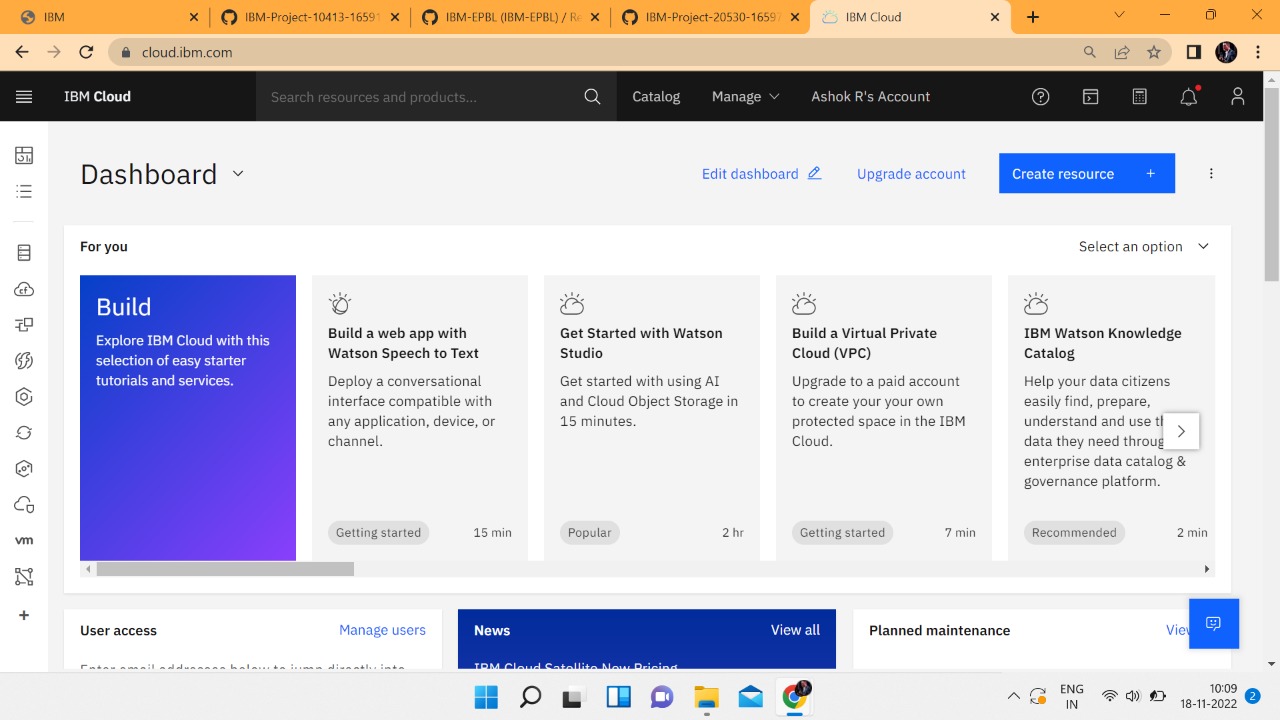 IBM
IBM-Project-10413-16591
IBM-EPBL (IBM-EPBL) / Re
IBM-Project-20530-16597
IBM Cloud
cloud.ibm.com
IBM Cloud
Search resources and products...
Catalog
Manage
Ashok R's Account
Dashboard
Edit dashboard
Upgrade account
Create resource +
For you
Select an option
Build
Explore IBM Cloud with this
selection of easy starter
tutorials and services.
Build a web app with
Watson Speech to Text
Deploy a conversational
interface compatible with
any application, device, or
channel.
Getting started
15 min
Get Started with Watson
Studio
Get started with using AI
and Cloud Object Storage in
15 minutes.
Popular
2 hr
Build a Virtual Private
Cloud (VPC)
Upgrade to a paid account
to create your your own
protected space in the IBM
Cloud.
Getting started
7 min
IBM Watson Knowledge
Catalog
Help your data citizens
easily find, prepare,
understand and use th
data they need throug
enterprise data catalog &
governance platform.
Recommended
2 min
vm
User access
Manage users
Enter email addresses below to jump directly into
News
View all
IBM Cloud Satellite New Pricing
Planned maintenance
View
ENG
IN
10:09
18-11-2022
2